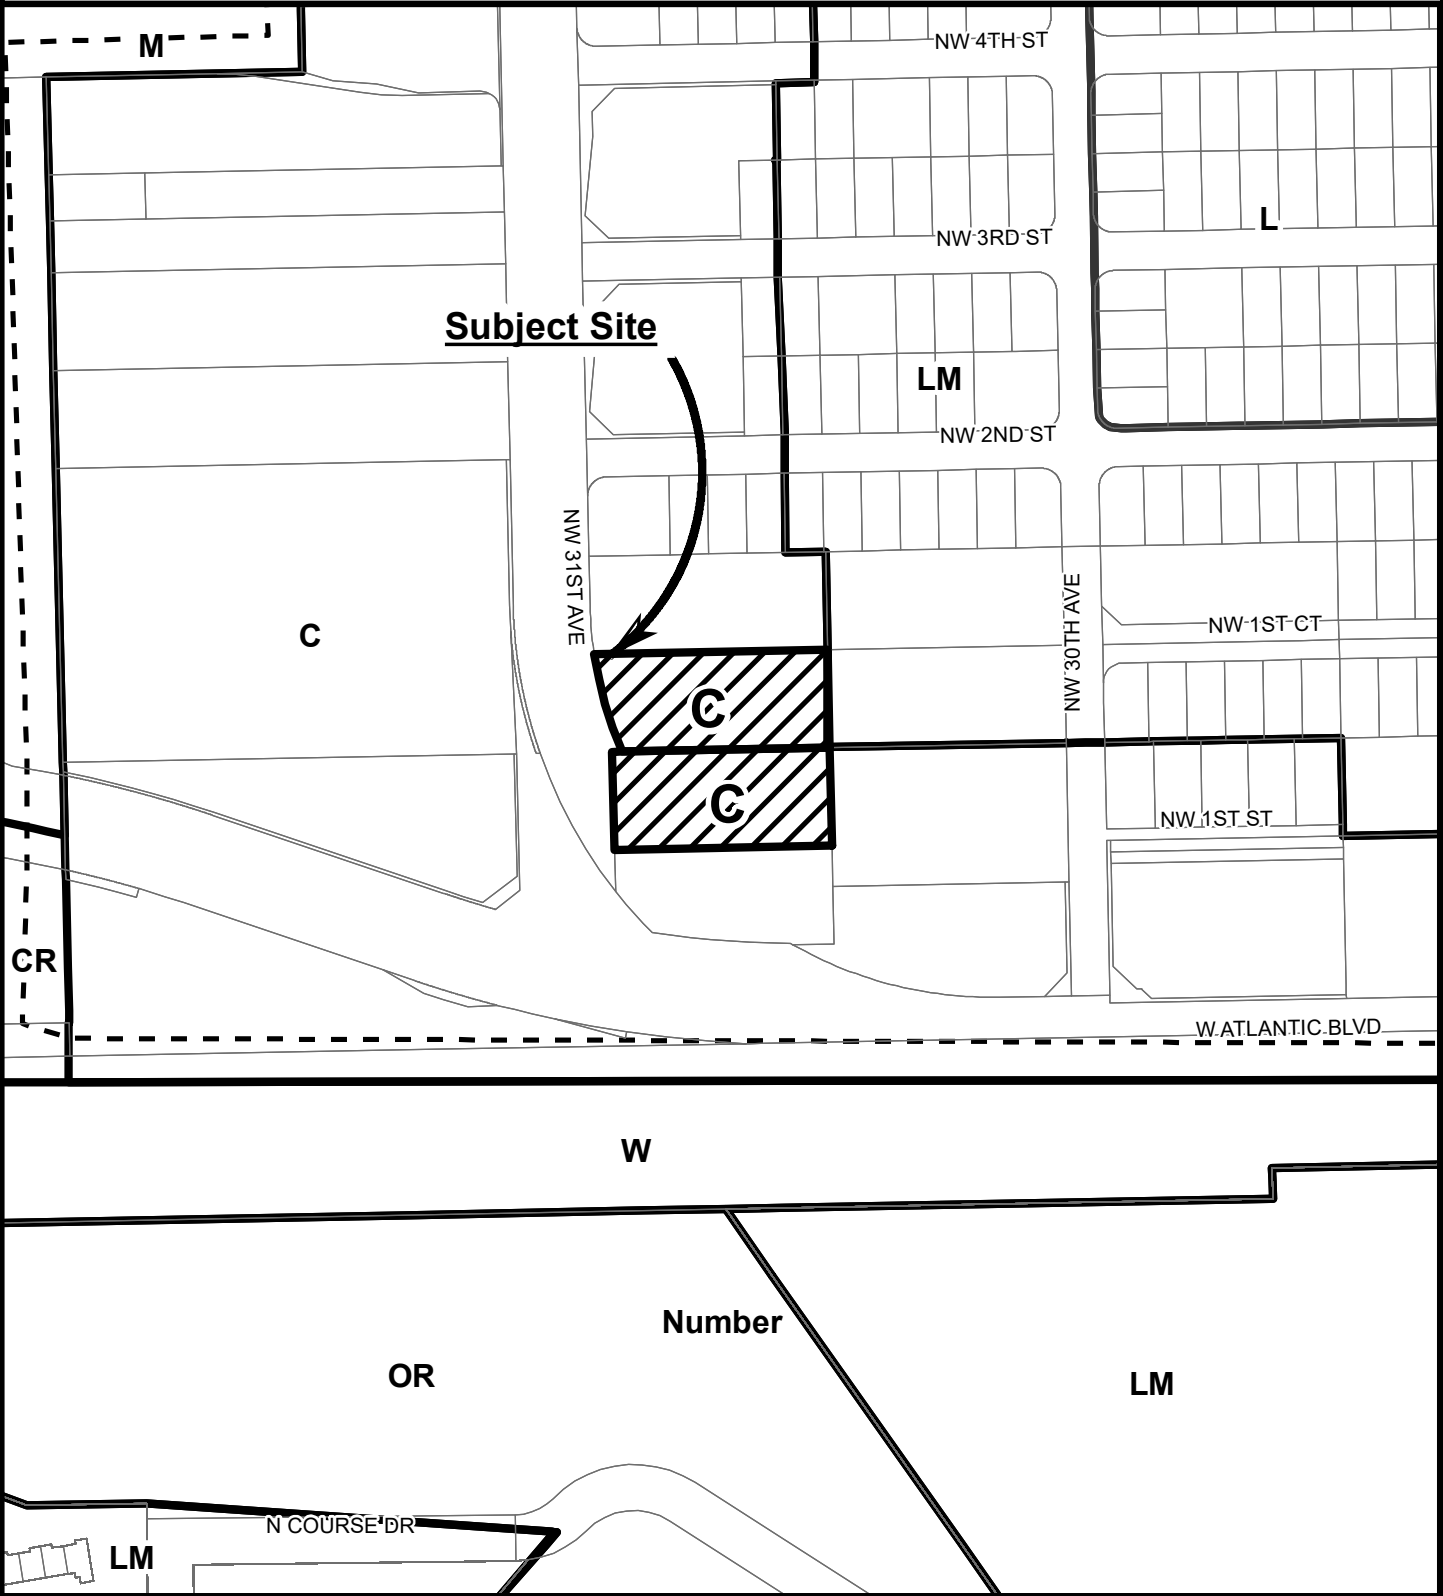 M
NW 4TH ST
L
NW 3RD ST
Subject Site
LM
NW 2ND ST
NW 31ST AVE
NW 30TH AVE
NW 1ST CT
C
C
C
NW 1ST ST
CR
W ATLANTIC BLVD
W
Number
OR
LM
N COURSE DR
LM